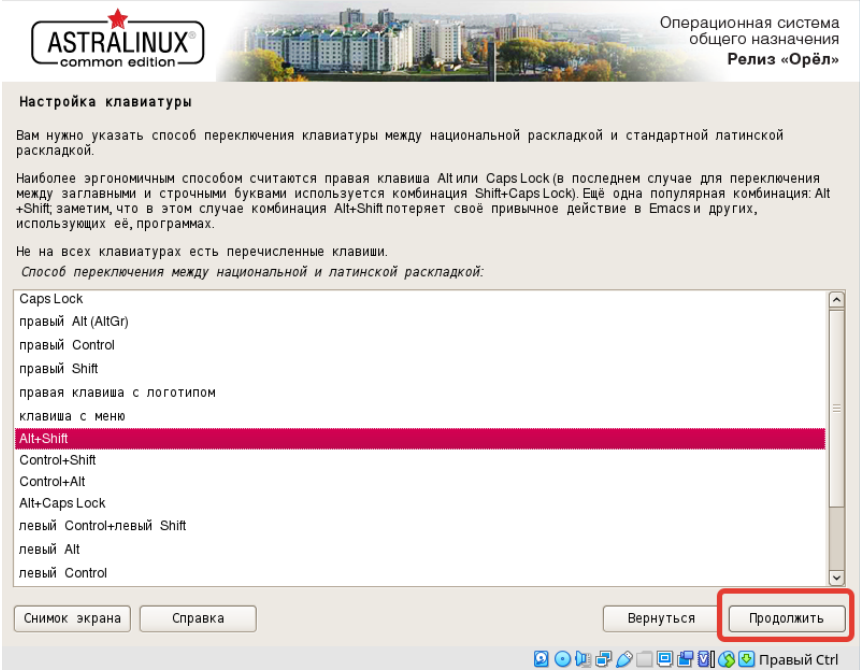 ASTRALINUX®
common edition
Операционная система
общего назначения
Релиз «Орёл»
Настройка клавиатуры
Вам нужно указать способ переключения клавиатуры между национальной раскладкой и стандартной латинской
раскладкой.
Наиболее эргономичным способом считаются правая клавиша Alt или Caps Lock (в последнем случае для переключения
между заглавными и строчными буквами используется комбинация Shift+Caps Lock). Ещё одна популярная комбинация: Alt
+Shift; заметим, что в этом случае комбинация Alt+Shift потеряет своё привычное действие в Emacs и других,
использующих её, программах.
Не на всех клавиатурах есть перечисленные клавиши.
Способ переключения между национальной и латинской раскладкой:
Caps Lock
правый Alt (AltGr)
правый Control
правый Shift
правая клавиша с логотипом
клавиша с меню
Alt+Shift
Control+Shift
Control+Alt
Alt+Caps Lock
левый Control+левый Shift
левый Alt
левый Control
Снимок экрана
Справка
Вернуться
Продолжить
Правый Ctrl